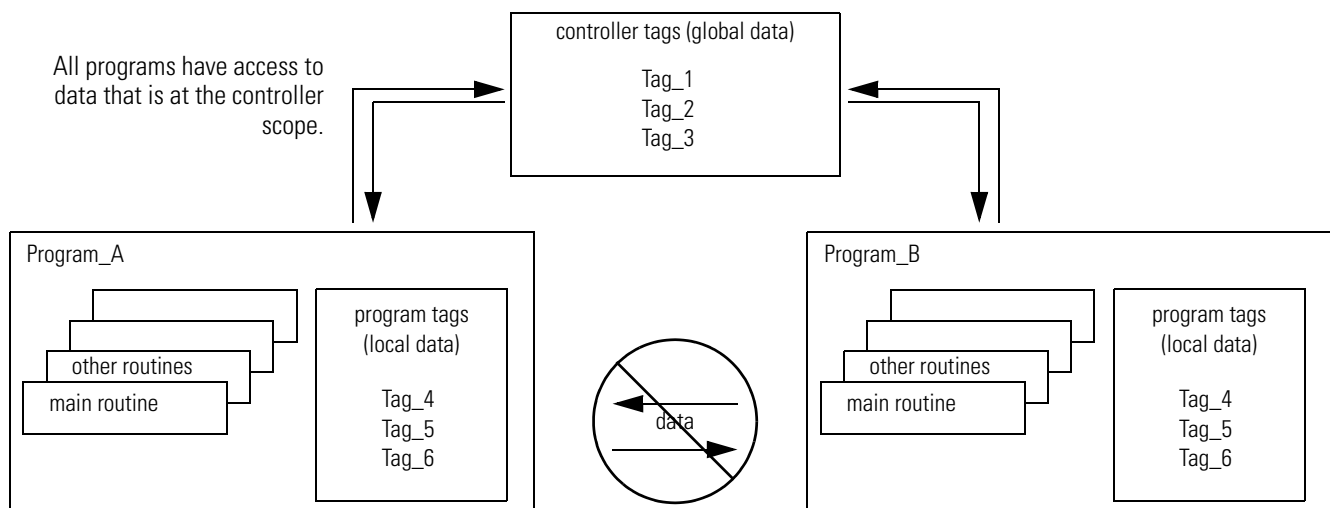 controller tags (global data)
Tag_1
Tag_2
Tag_3
All programs have access to
data that is at the controller
scope.
Program_A
other routines
main routine
program tags
(local data)
Tag_4
Tag_5
Tag_6
data
Program_B
other routines
main routine
program tags
(local data)
Tag_4
Tag_5
Tag_6